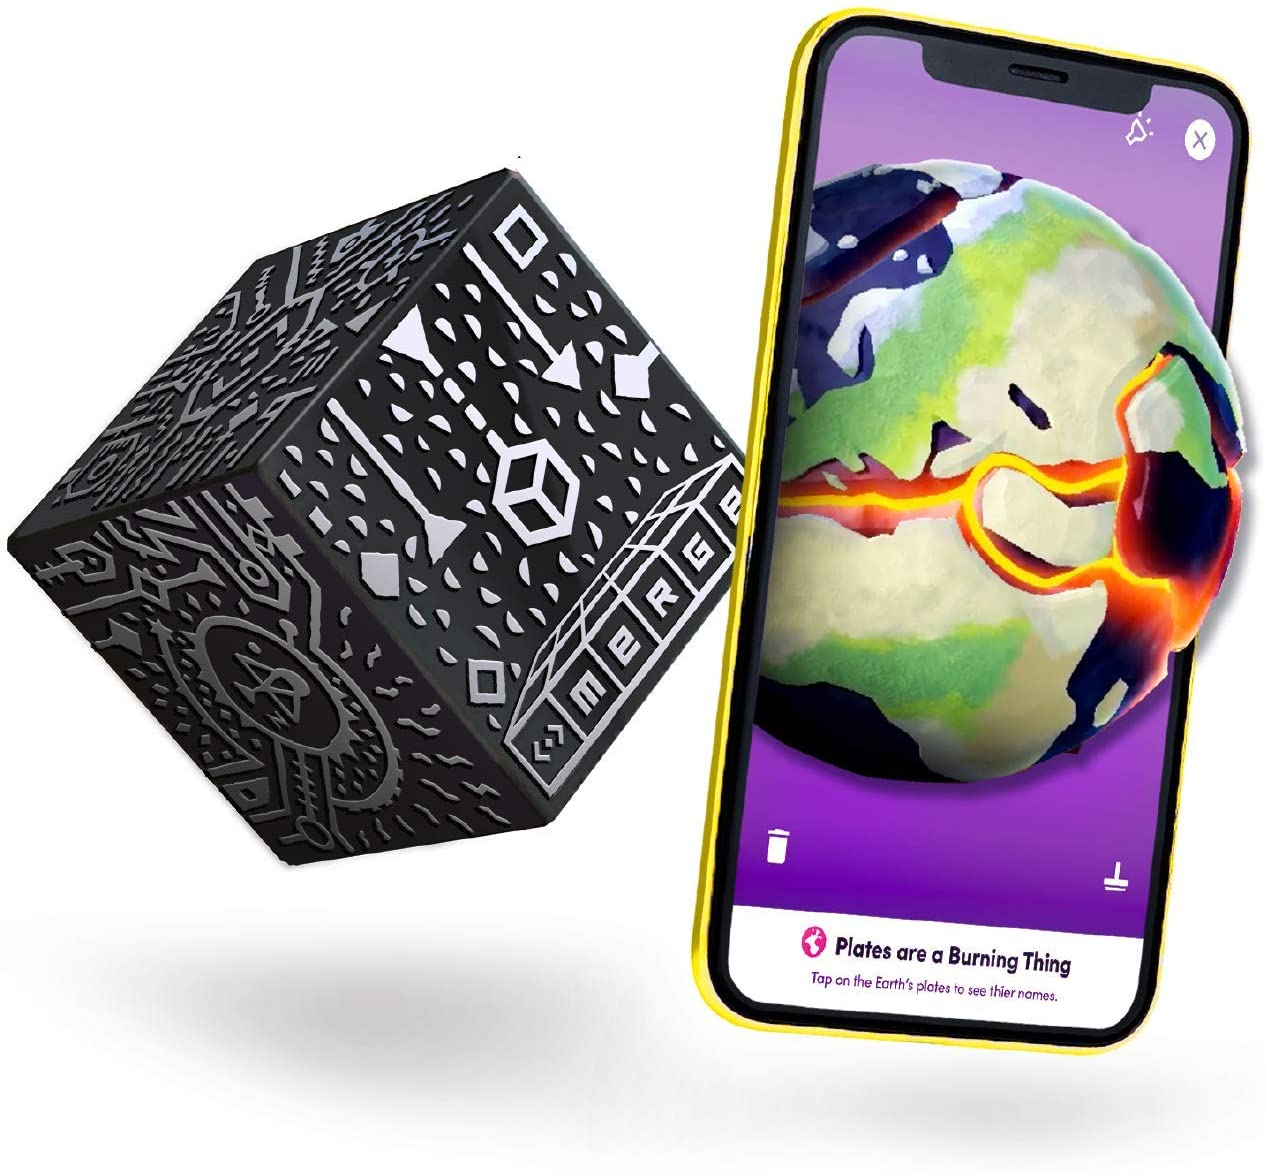 MeRGe
Plates are a Burning Thing
Tap on the Earth's plates to see thier names.